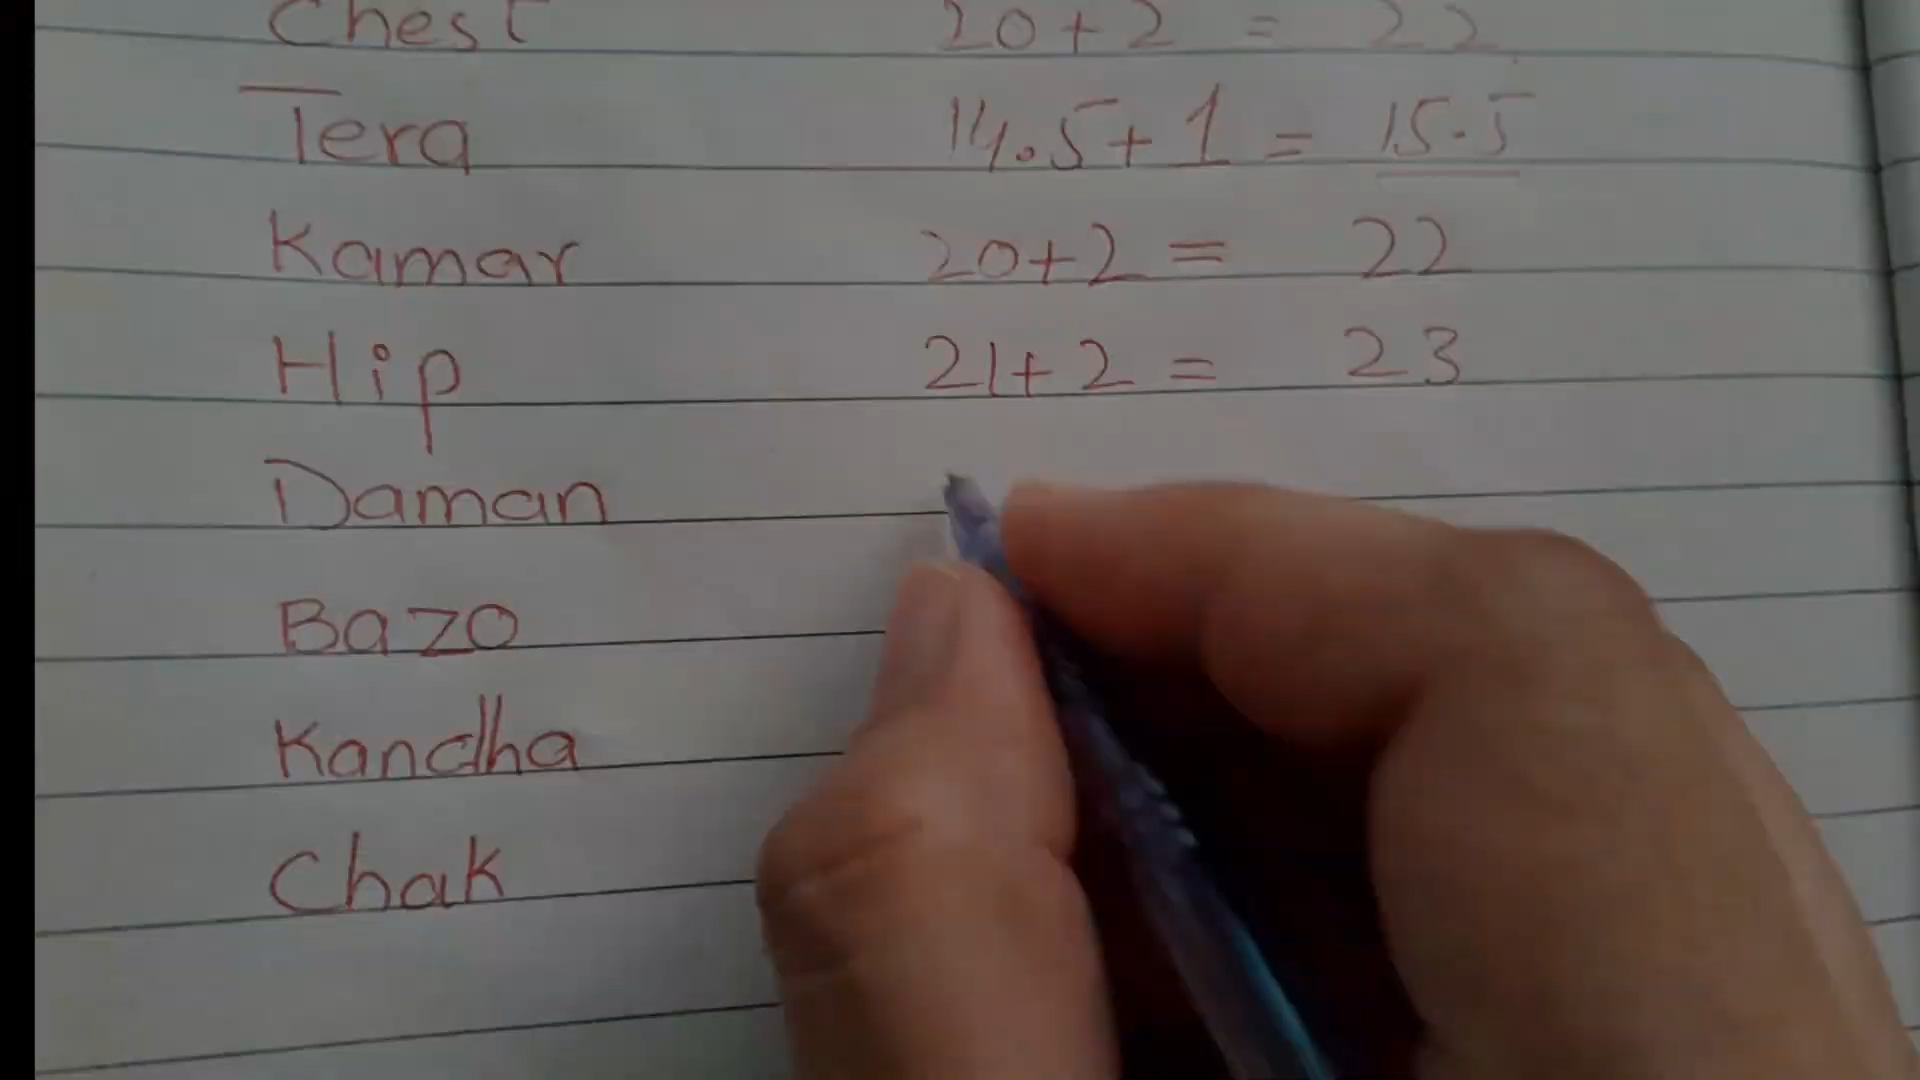 Chest 20+2 = 22
Tera 14.5+1 = 15.5
Kamar 20+2 = 22
Hip 21+2 = 23
Daman
Bazo
Kandha
Chak